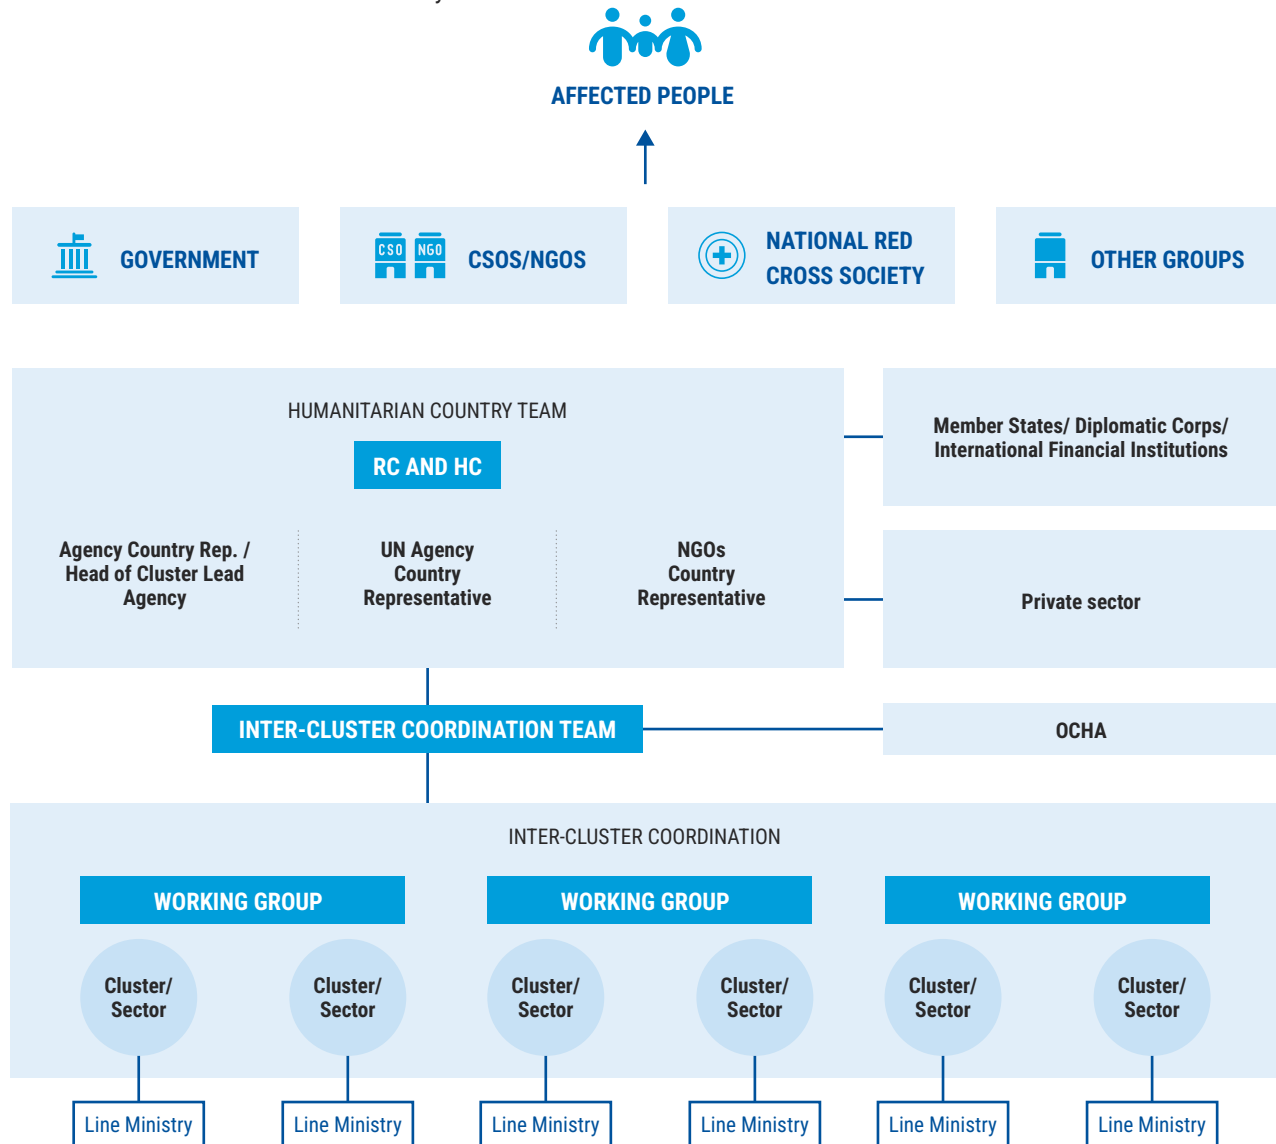 AFFECTED PEOPLE
GOVERNMENT
CSO
NGO
CSOS/NGOS
NATIONAL RED
CROSS SOCIETY
OTHER GROUPS
HUMANITARIAN COUNTRY TEAM
RC AND HC
Agency Country Rep. /
Head of Cluster Lead
Agency
UN Agency
Country
Representative
NGOs
Country
Representative
Member States/ Diplomatic Corps/
International Financial Institutions
Private sector
INTER-CLUSTER COORDINATION TEAM
OCHA
INTER-CLUSTER COORDINATION
WORKING GROUP
WORKING GROUP
WORKING GROUP
Cluster/
Sector
Cluster/
Sector
Cluster/
Sector
Cluster/
Sector
Cluster/
Sector
Cluster/
Sector
Line Ministry
Line Ministry
Line Ministry
Line Ministry
Line Ministry
Line Ministry